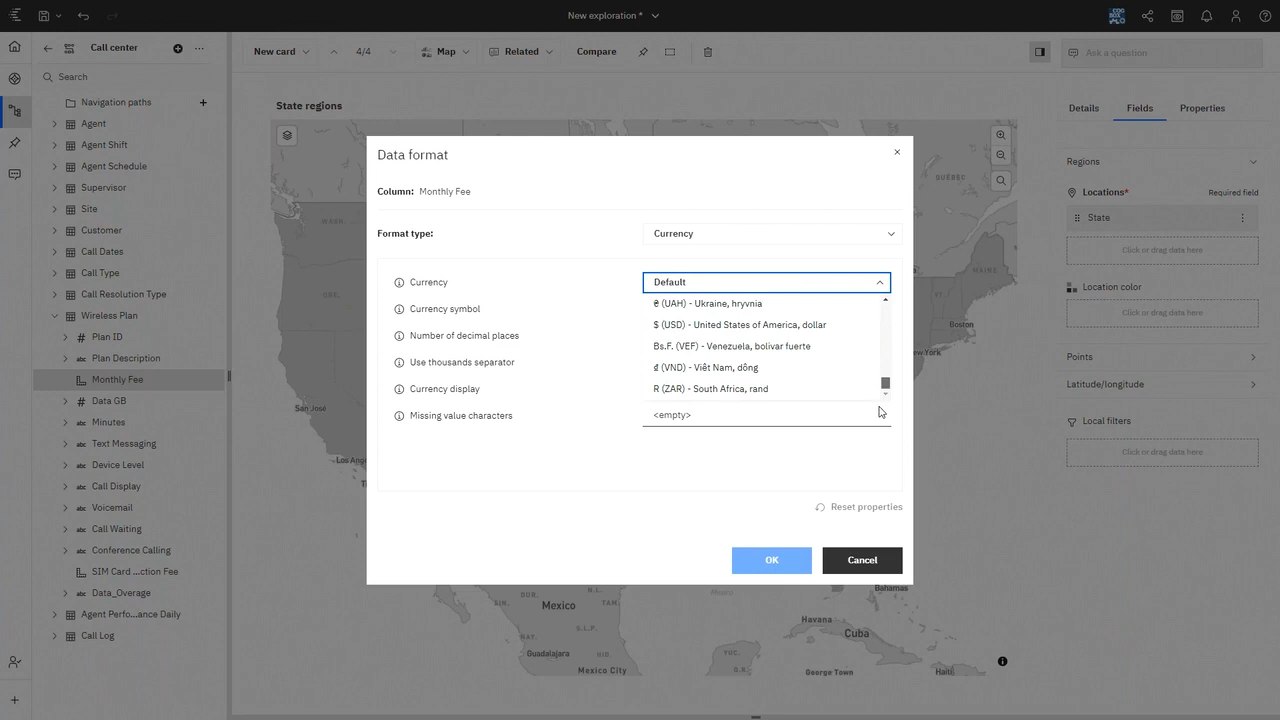 New exploration *
Call center
New card
4/4
Map
Related
Compare
Ask a question
Search
Navigation paths
Agent
Agent Shift
Agent Schedule
Supervisor
Site
Customer
Call Dates
Call Type
Call Resolution Type
Wireless Plan
Plan ID
Plan Description
Monthly Fee
Data GB
Minutes
Text Messaging
Device Level
Call Display
Voicemail
Call Waiting
Conference Calling
SIM Card ...ction Fee
Data_Overage
Agent Perfo...ance Daily
Call Log
State regions
Data format
Column: Monthly Fee
Format type:
Currency
Currency
Default
Currency symbol
Number of decimal places
Use thousands separator
Currency display
Missing value characters
₴ (UAH) - Ukraine, hryvnia
$ (USD) - United States of America, dollar
Bs.F. (VEF) - Venezuela, bolivar fuerte
₫ (VND) - Viêt Nam, dông
R (ZAR) - South Africa, rand
<empty>
Reset properties
OK
Cancel
QUÉBEC
MAINE
Boston
San José
Mexico
Guadalajara
Mexico City
Bahamas
Havana
Cuba
George Town
Haiti
Details
Fields
Properties
Regions
Locations*
Required field
State
Click or drag data here
Location color
Click or drag data here
Points
Latitude/longitude
Local filters
Click or drag data here